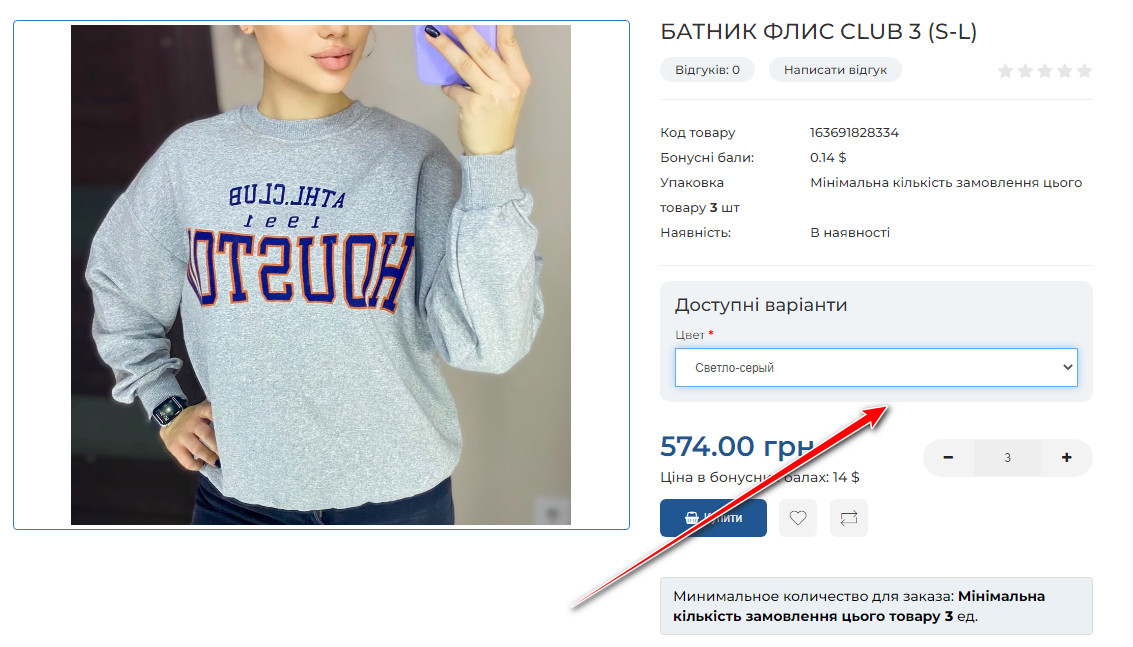 БАТНИК ФЛИС CLUB 3 (S-L)
Відгуків: 0
Написати відгук
Код товару 163691828334
Бонусні бали: 0.14 $
Упаковка Мінімальна кількість замовлення цього
товару 3 шт
Наявність: В наявності
Доступні варіанти
Цвет *
Светло-серый
574.00 грн
Ціна в бонусних балах: 14 $
− 3 +
Купити
Минимальное количество для заказа: Мінімальна
кількість замовлення цього товару 3 ед.
ATHL.CLUB
1991
HOUSTO